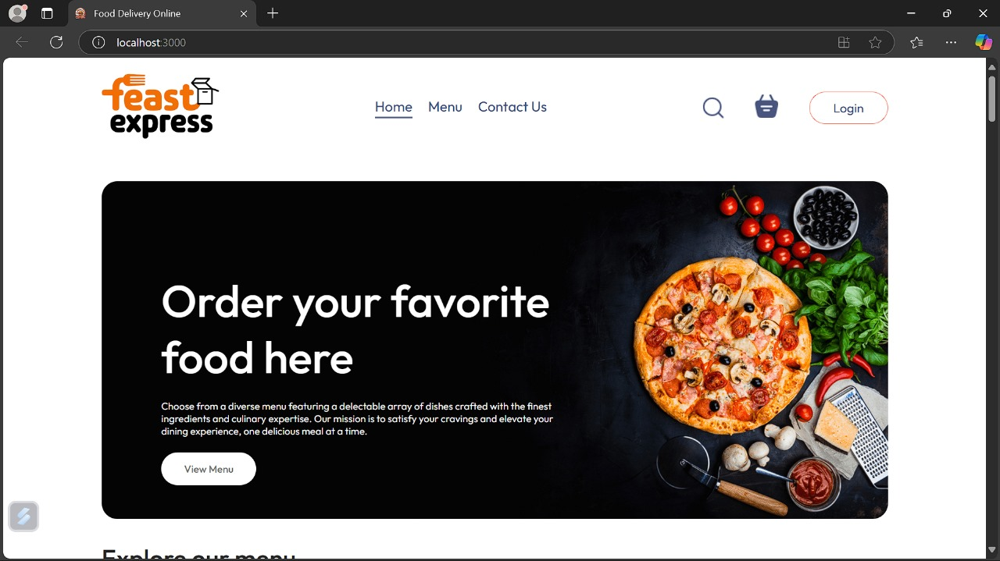 Food Delivery Online
localhost:3000
feast
express
Home Menu Contact Us
Login
Order your favorite
food here
Choose from a diverse menu featuring a delectable array of dishes crafted with the finest
ingredients and culinary expertise. Our mission is to satisfy your cravings and elevate your
dining experience, one delicious meal at a time.
View Menu
Explore our menu